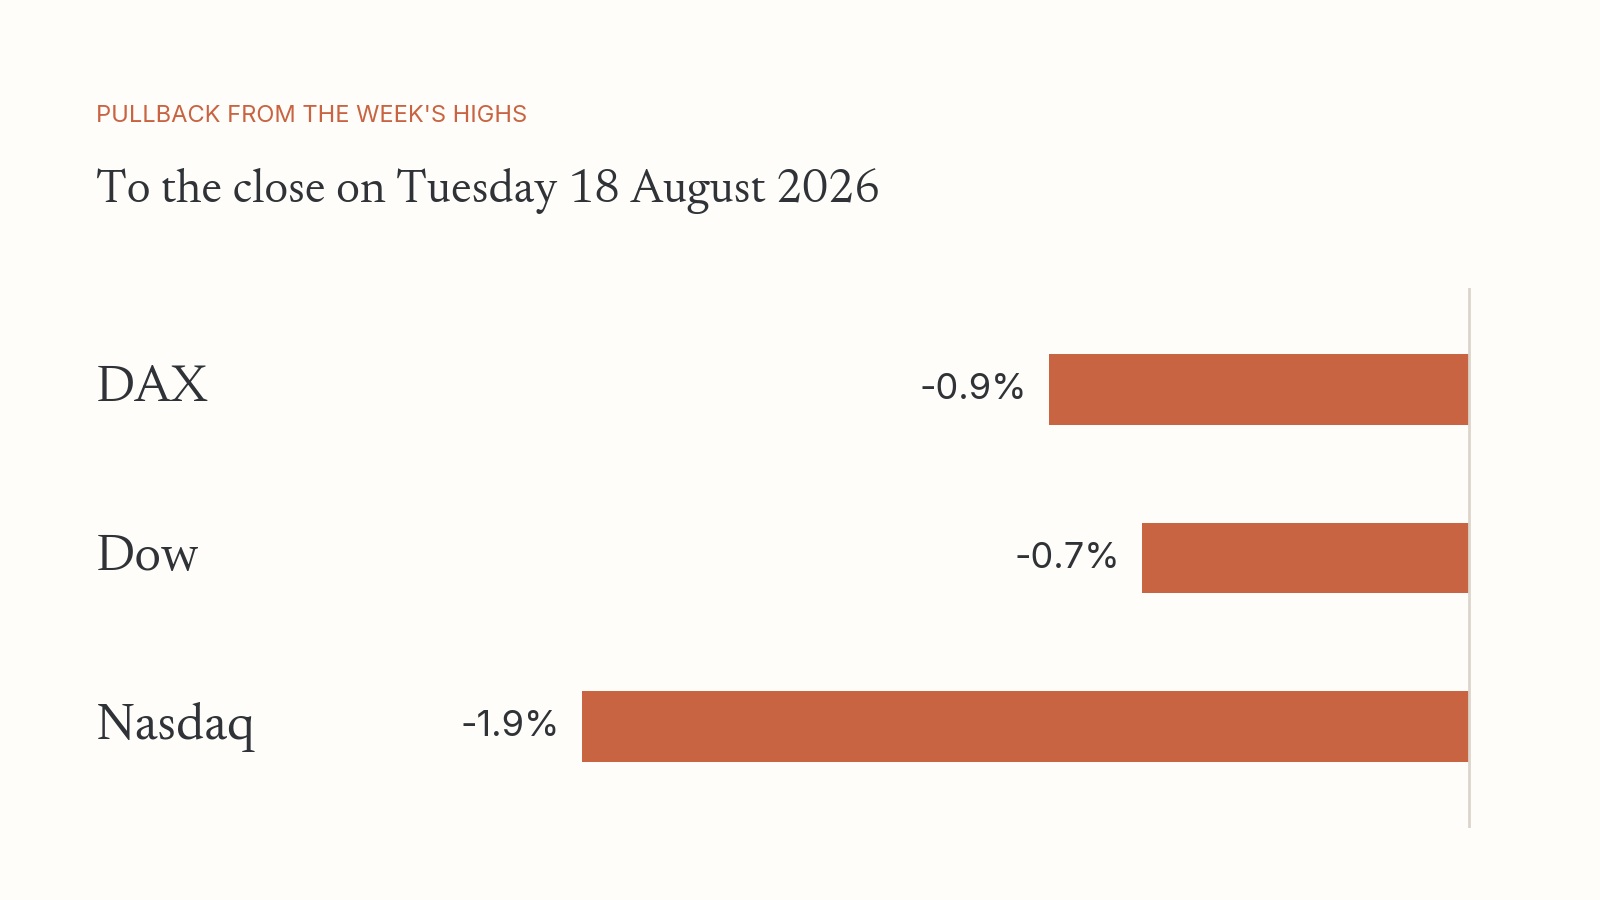 PULLBACK FROM THE WEEK'S HIGHS
To the close on Tuesday 18 August 2026
DAX -0.9%
Dow -0.7%
Nasdaq -1.9%